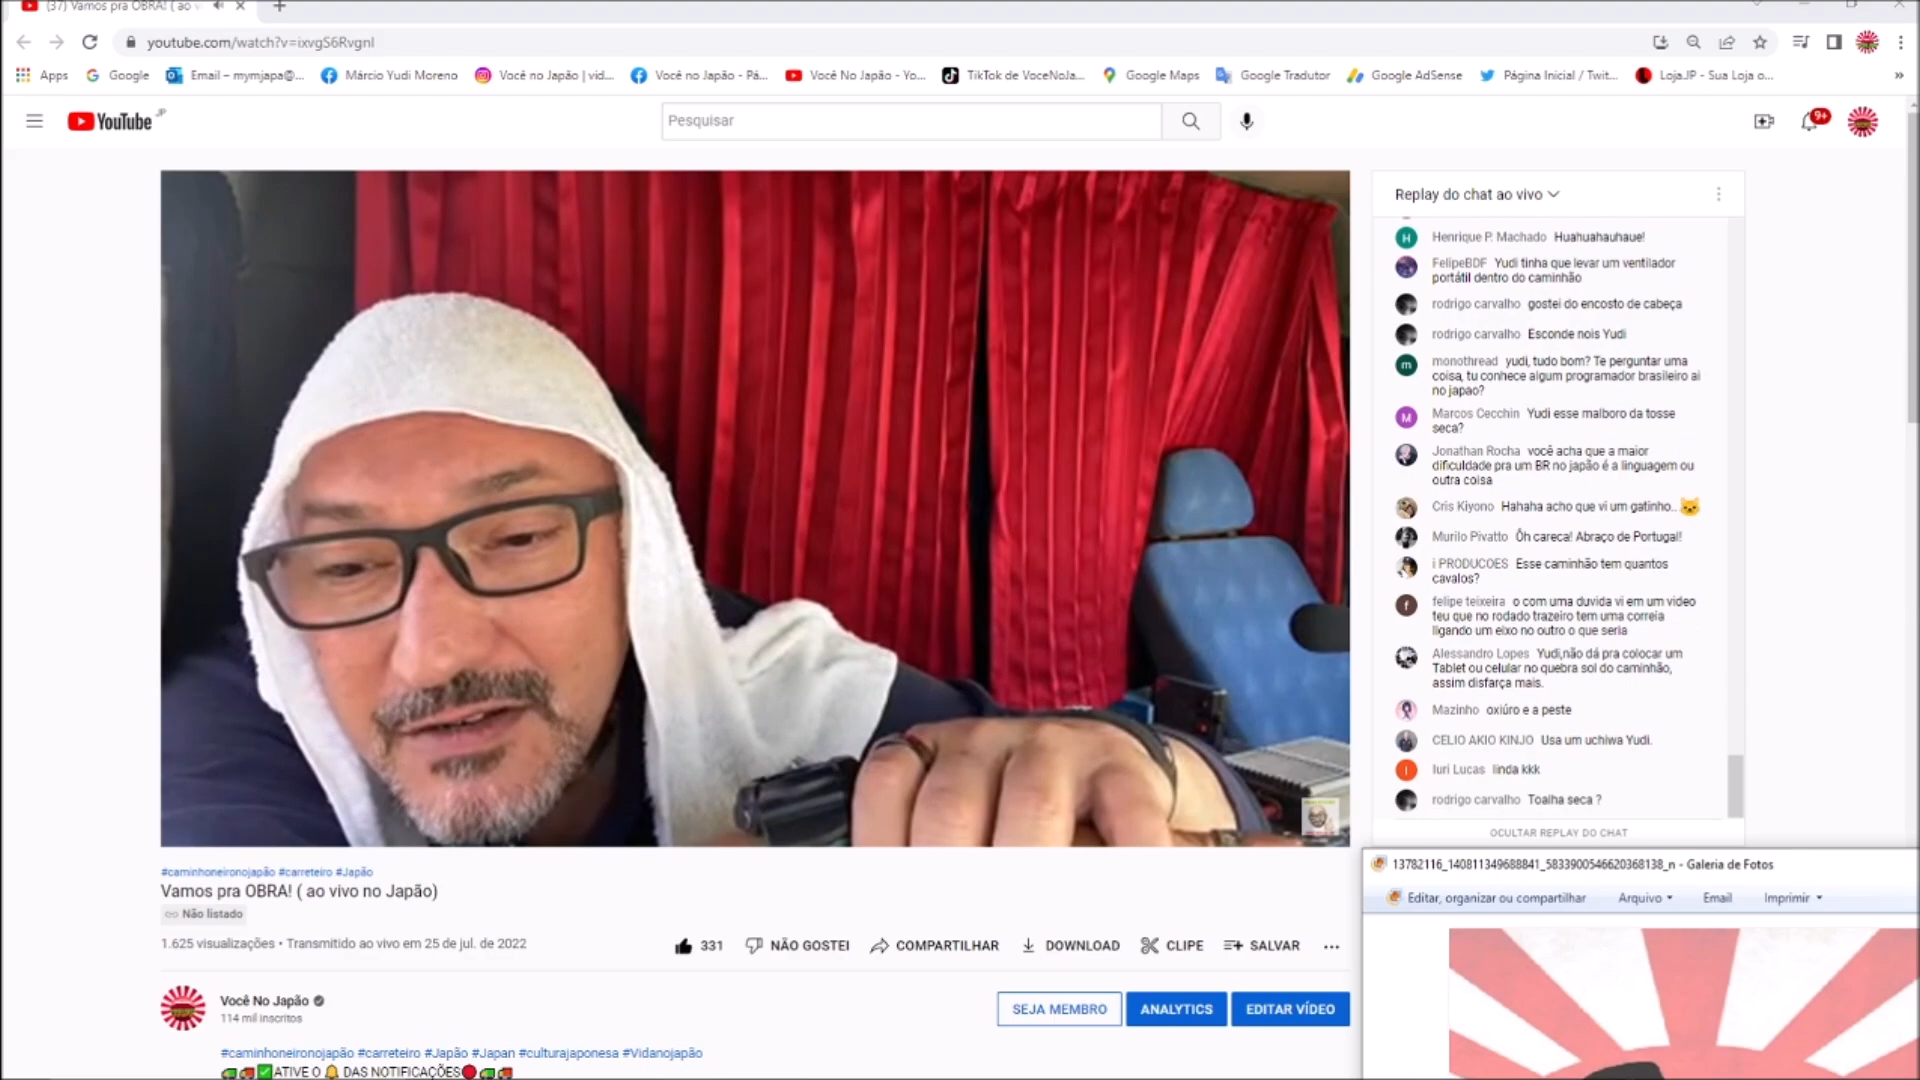 (37) Vamos pra OBRA! ( ao v
youtube.com/watch?v=ixvgS6RvgnI
Apps Google Email – mymjapa@... Márcio Yudi Moreno Você no Japão | vid... Você no Japão - Pá... Você No Japão - Yo... TikTok de VoceNoJa... Google Maps Google Tradutor Google AdSense Página Inicial / Twit... LojaJP - Sua Loja o... »
YouTube JP
Pesquisar
9+
Replay do chat ao vivo
Henrique P. Machado Huahuahauhaue!
FelipeBDF Yudi tinha que levar um ventilador
portátil dentro do caminhão
rodrigo carvalho gostei do encosto de cabeça
rodrigo carvalho Esconde nois Yudi
monothread yudi, tudo bom? Te perguntar uma
coisa, tu conhece algum programador brasileiro ai
no japao?
Marcos Cecchin Yudi esse malboro da tosse
seca?
Jonathan Rocha você acha que a maior
dificuldade pra um BR no japão é a linguagem ou
outra coisa
Cris Kiyono Hahaha acho que vi um gatinho..
Murilo Pivatto Ôh careca! Abraço de Portugal!
i PRODUCOES Esse caminhão tem quantos
cavalos?
felipe teixeira o com uma duvida vi em um video
teu que no rodado trazeiro tem uma correia
ligando um eixo no outro o que seria
Alessandro Lopes Yudi,não dá pra colocar um
Tablet ou celular no quebra sol do caminhão,
assim disfarça mais.
Mazinho oxiúro e a peste
CELIO AKIO KINJO Usa um uchiwa Yudi.
Iuri Lucas linda kkk
rodrigo carvalho Toalha seca ?
OCULTAR REPLAY DO CHAT
#caminhoneironojapão #carreteiro #Japão
Vamos pra OBRA! ( ao vivo no Japão)
Não listado
1.625 visualizações • Transmitido ao vivo em 25 de jul. de 2022
331 NÃO GOSTEI COMPARTILHAR DOWNLOAD CLIPE SALVAR ...
Você No Japão
114 mil inscritos
SEJA MEMBRO ANALYTICS EDITAR VÍDEO
#caminhoneironojapão #carreteiro #Japão #Japan #culturajaponesa #Vidanojapão
ATIVE O 🔔 DAS NOTIFICAÇÕES
13782116_140811349688841_5833900546620368138_n - Galeria de Fotos
Editar, organizar ou compartilhar Arquivo Email Imprimir